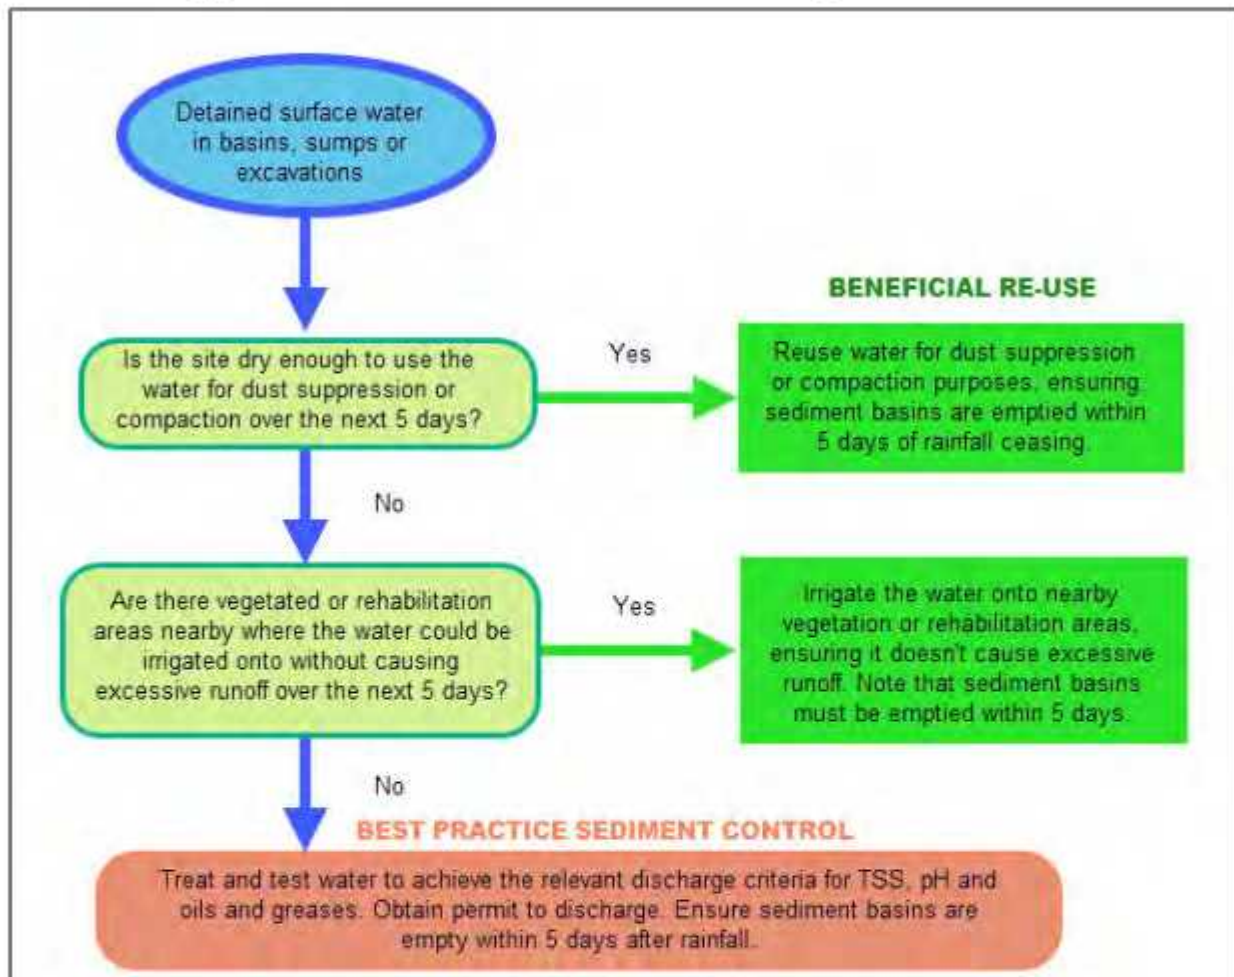 Detained surface water
in basins, sumps or
excavations
BENEFICIAL RE-USE
Is the site dry enough to use the
water for dust suppression or
compaction over the next 5 days?
Yes
Reuse water for dust suppression
or compaction purposes, ensuring
sediment basins are emptied within
5 days of rainfall ceasing.
No
Are there vegetated or rehabilitation
areas nearby where the water could be
irrigated onto without causing
excessive runoff over the next 5 days?
Yes
Irrigate the water onto nearby
vegetation or rehabilitation areas,
ensuring it doesn't cause excessive
runoff. Note that sediment basins
must be emptied within 5 days.
No
BEST PRACTICE SEDIMENT CONTROL
Treat and test water to achieve the relevant discharge criteria for TSS, pH and
oils and greases. Obtain permit to discharge. Ensure sediment basins are
empty within 5 days after rainfall.